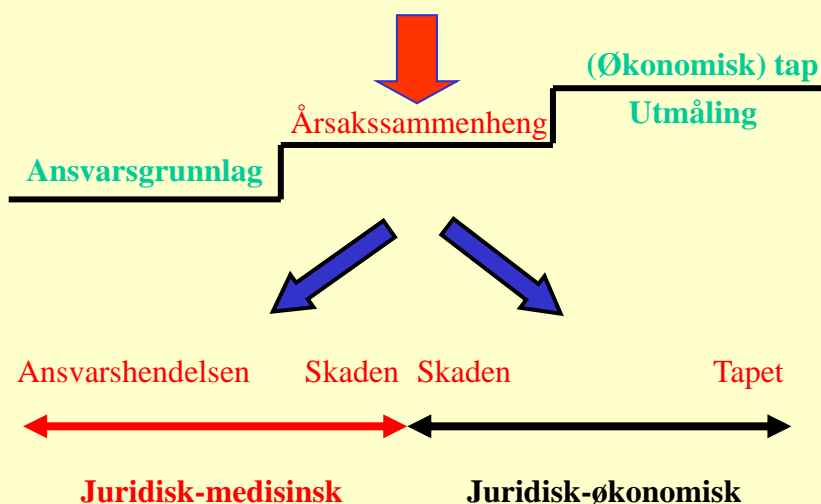 (Økonomisk) tap
Årsakssammenheng
Utmåling
Ansvarsgrunnlag
Ansvarshendelsen Skaden Skaden Tapet
Juridisk-medisinsk Juridisk-økonomisk